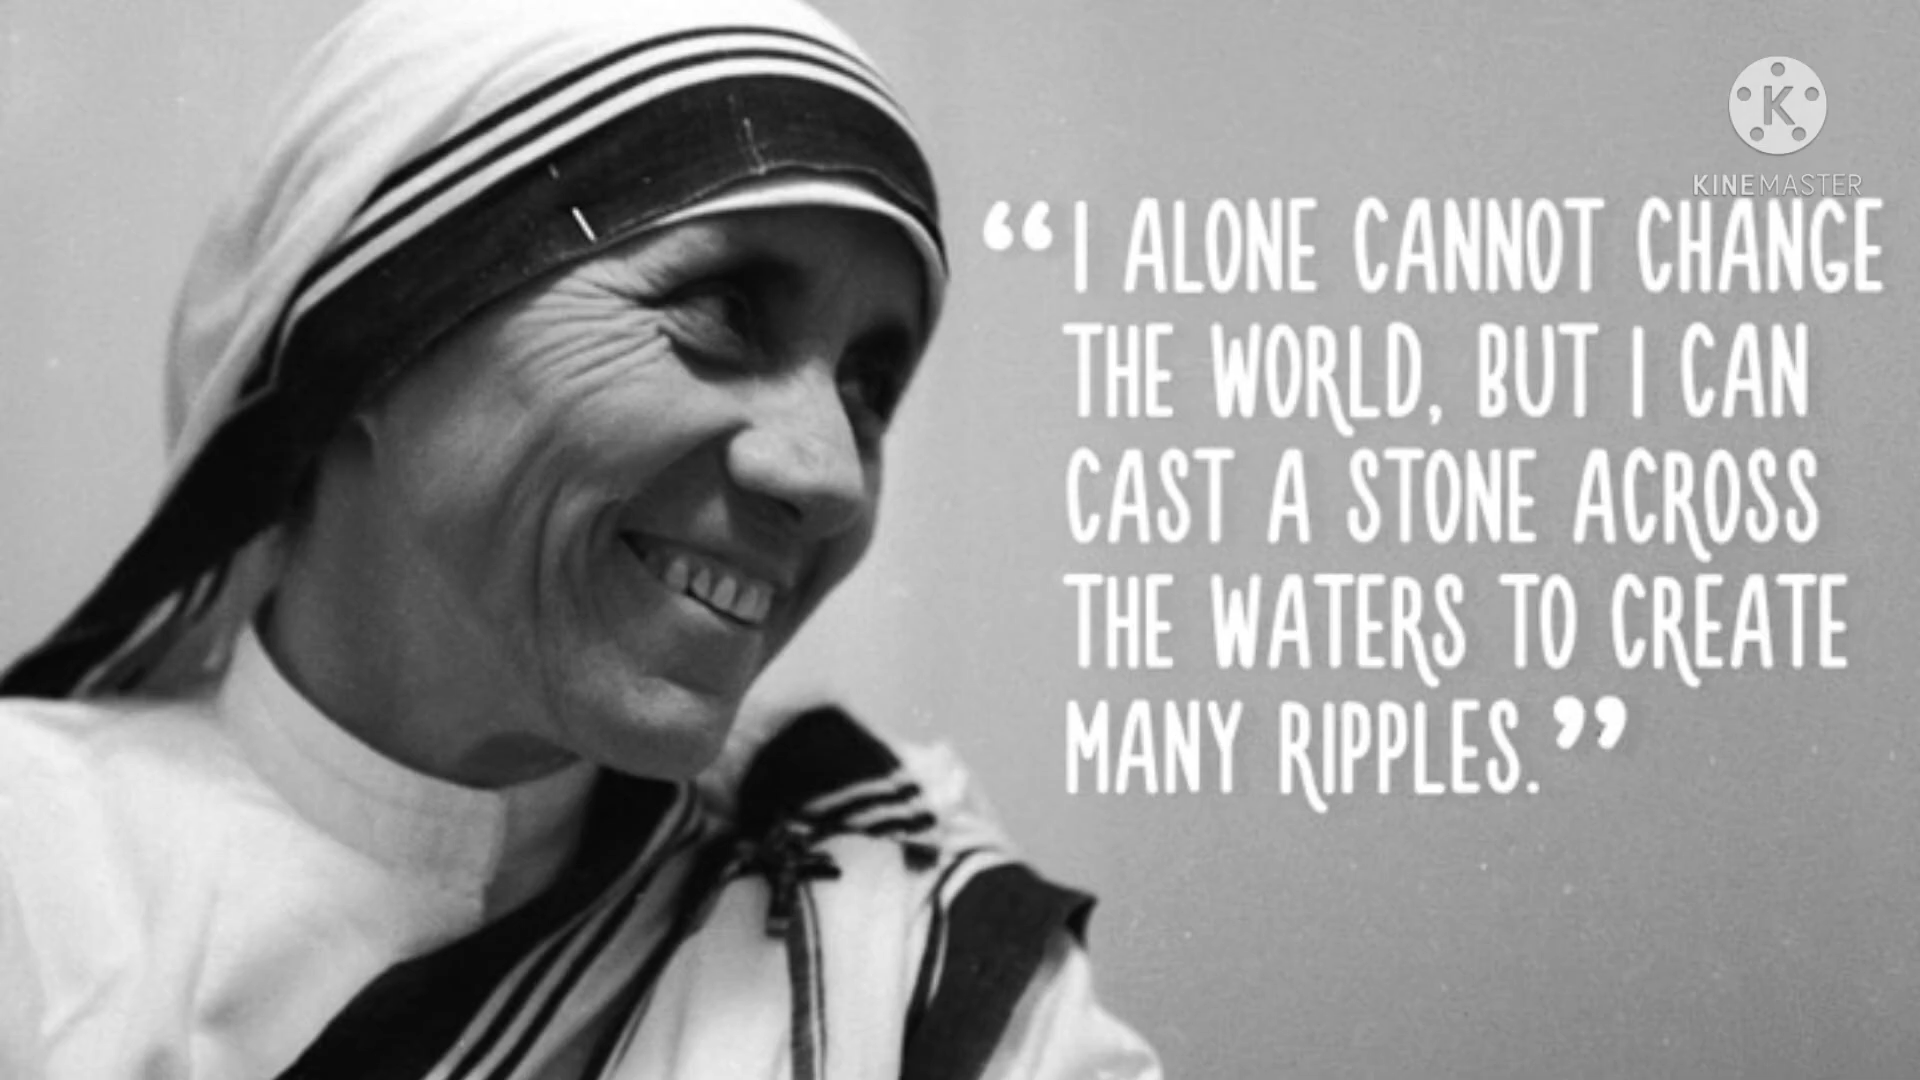 KINEMASTER
“I ALONE CANNOT CHANGE
THE WORLD, BUT I CAN
CAST A STONE ACROSS
THE WATERS TO CREATE
MANY RIPPLES.”